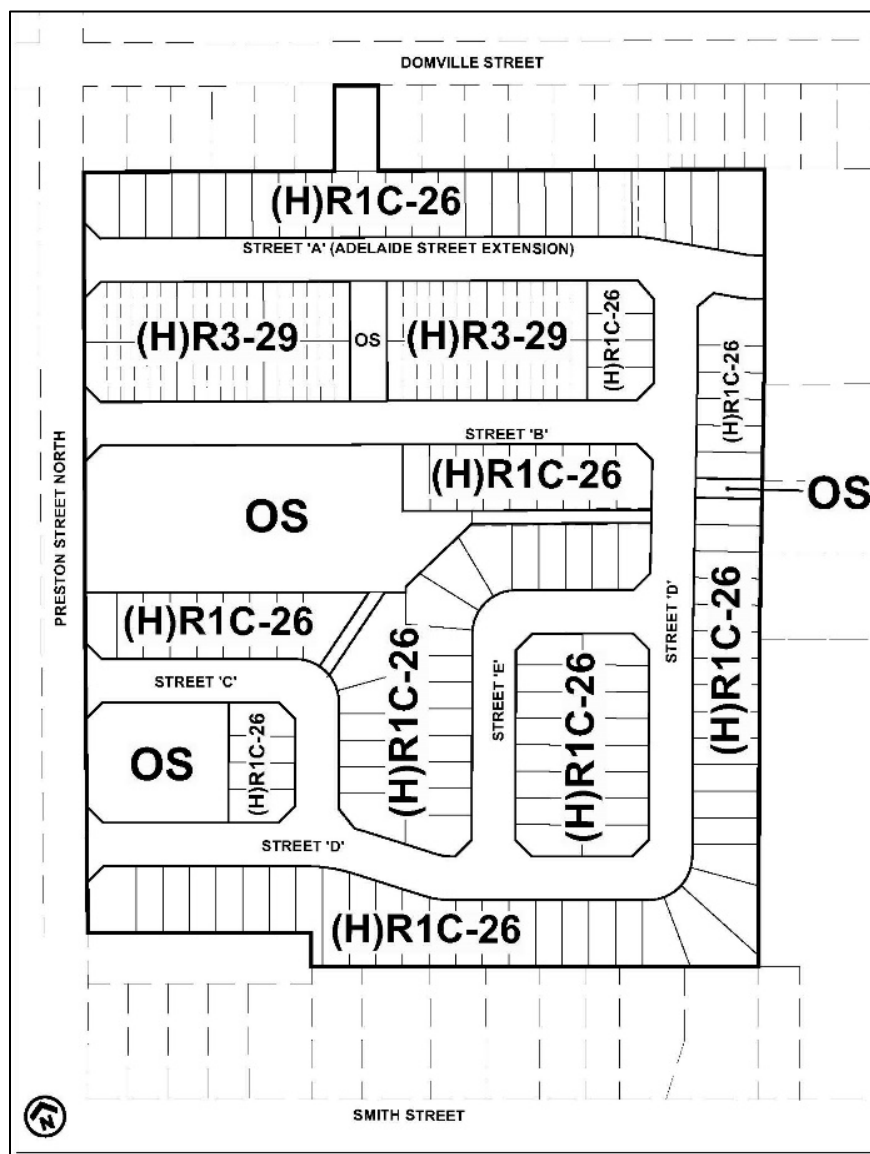 DOMVILLE STREET
(H)R1C-26
STREET 'A' (ADELAIDE STREET EXTENSION)
(H)R3-29
OS
(H)R3-29
(H)R1C-26
(H)R1C-26
STREET 'B'
(H)R1C-26
OS
OS
PRESTON STREET NORTH
(H)R1C-26
STREET 'C'
(H)R1C-26
STREET 'E'
(H)R1C-26
STREET 'D'
(H)R1C-26
OS
(H)R1C-26
STREET 'D'
(H)R1C-26
SMITH STREET
N